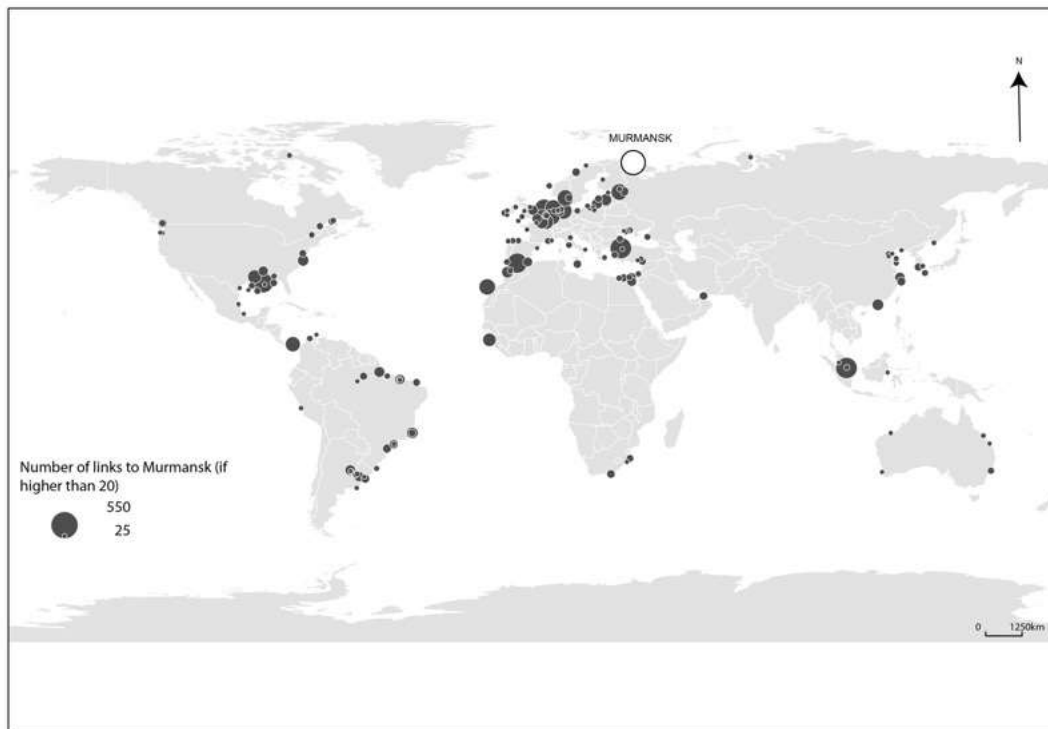 N
MURMANSK
Number of links to Murmansk (if
higher than 20)
550
25
0 1250km